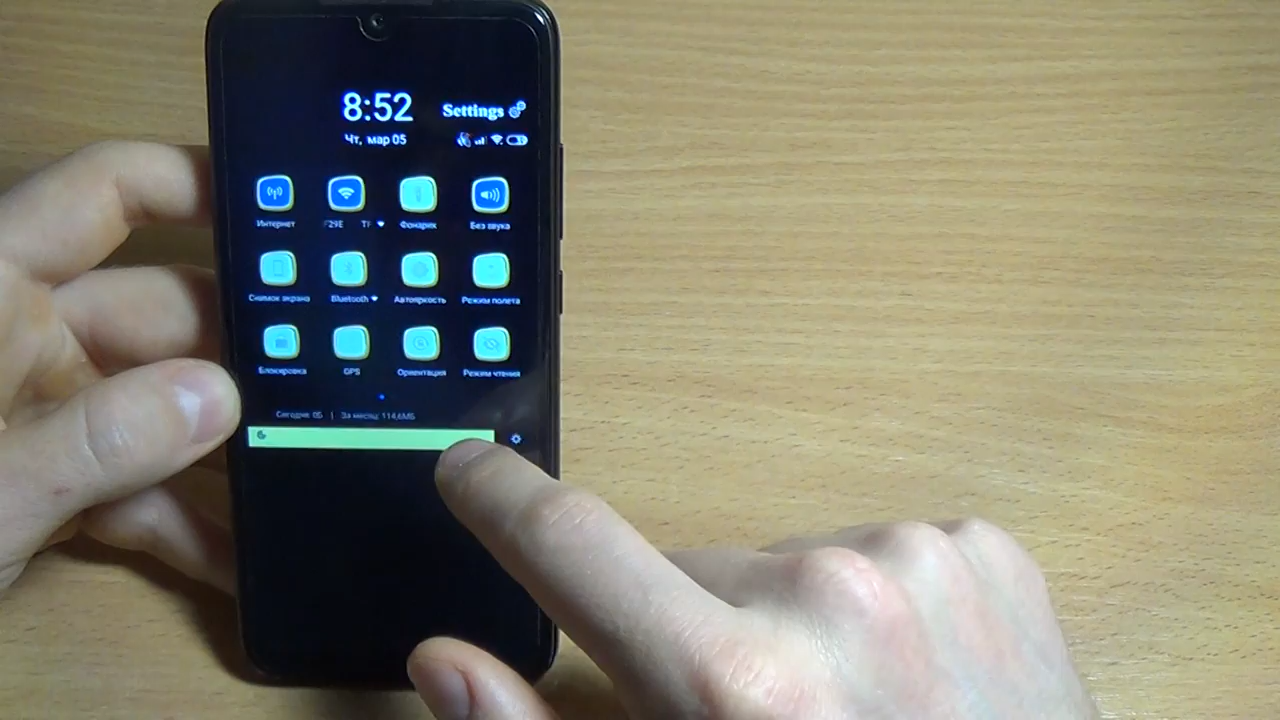 8:52
Settings
Чт, мар 05
Интернет
F29E
Фонарик
Без звука
Снимок экрана
Bluetooth
Автояркость
Режим полета
Блокировка
GPS
Ориентация
Режим чтения
Сегодня: 0Б | За месяц: 114,6МБ